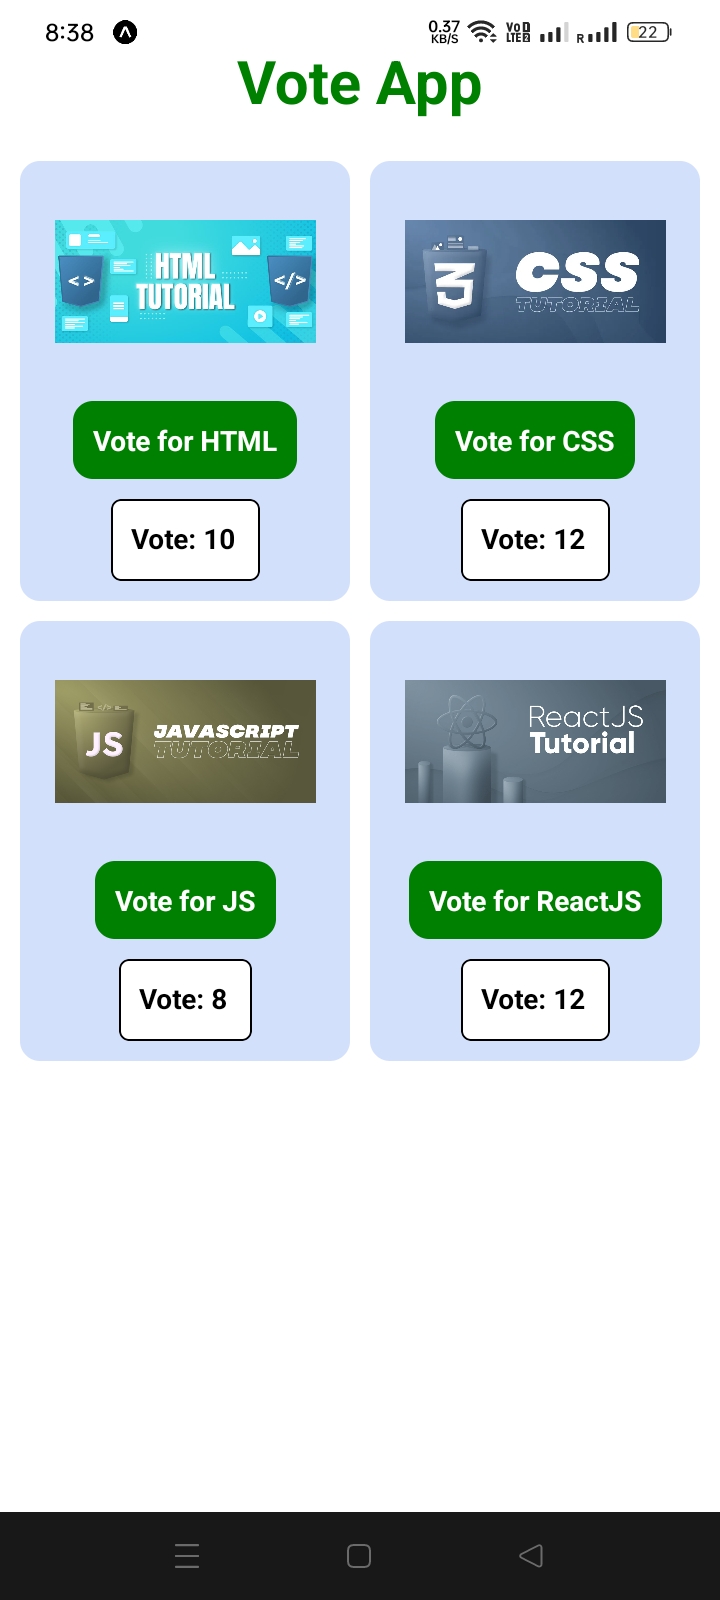 8:38
0.37 KB/S
Vo LTE
R
22
Vote App
HTML
TUTORIAL
< >
</>
CSS
TUTORIAL
Vote for HTML
Vote for CSS
Vote: 10
Vote: 12
JS
JAVASCRIPT
TUTORIAL
ReactJS
Tutorial
Vote for JS
Vote for ReactJS
Vote: 8
Vote: 12